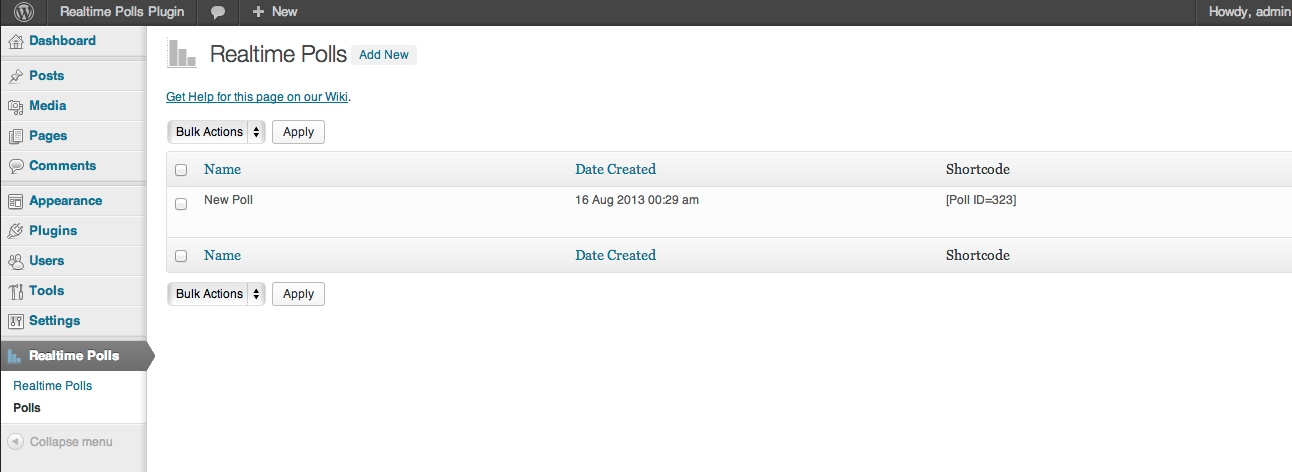 Realtime Polls Plugin + New Howdy, admin
Dashboard
Posts
Media
Pages
Comments
Appearance
Plugins
Users
Tools
Settings
Realtime Polls
Realtime Polls
Polls
Collapse menu
Realtime Polls Add New
Get Help for this page on our Wiki.
Bulk Actions Apply
Name Date Created Shortcode
New Poll 16 Aug 2013 00:29 am [Poll ID=323]
Name Date Created Shortcode
Bulk Actions Apply